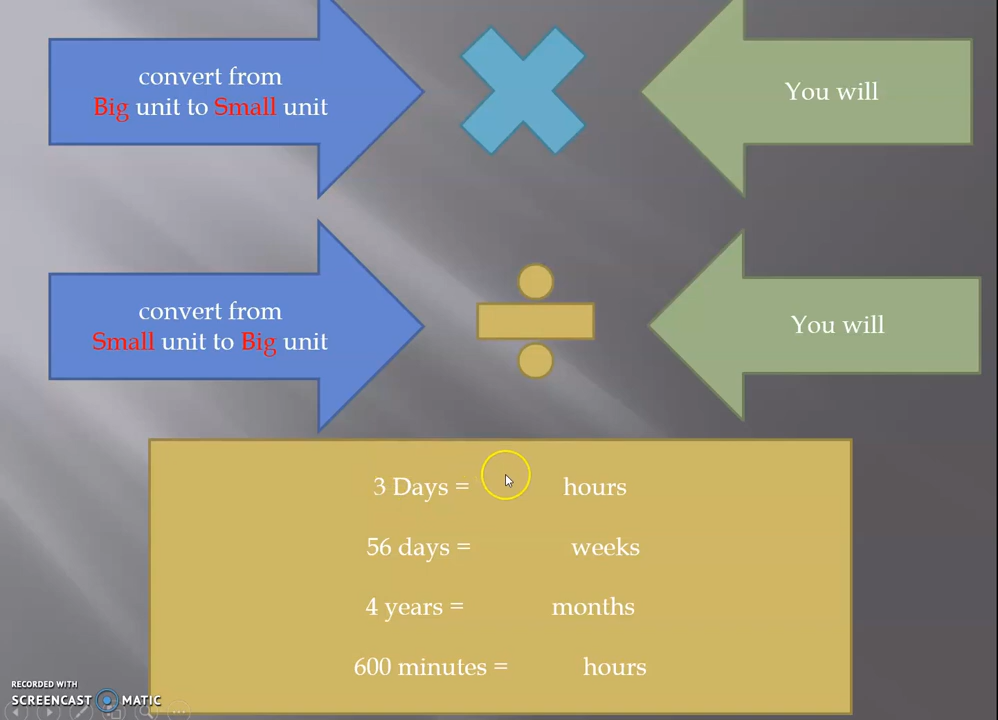 convert from
Big unit to Small unit
You will
convert from
Small unit to Big unit
You will
3 Days = hours
56 days = weeks
4 years = months
600 minutes = hours
RECORDED WITH
SCREENCAST MATIC